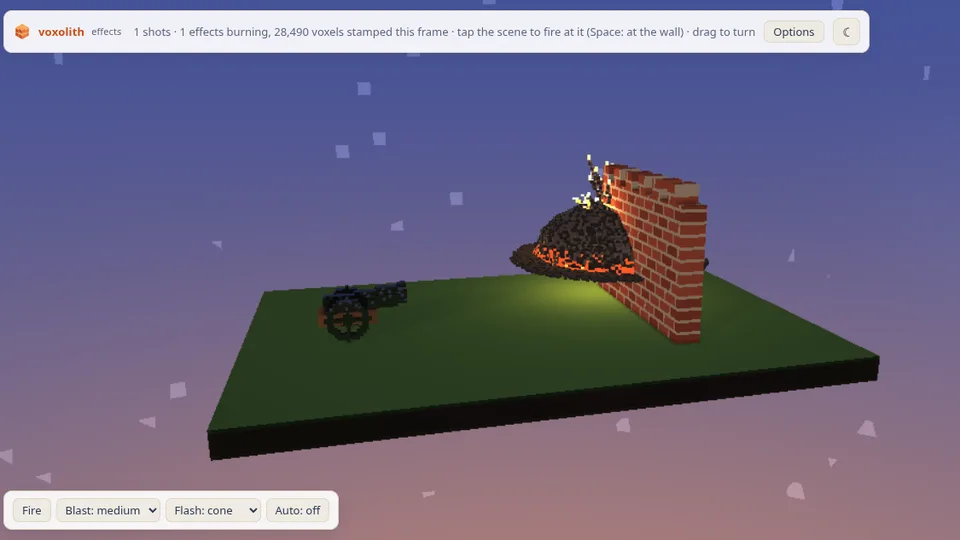 voxolith effects 1 shots · 1 effects burning, 28,490 voxels stamped this frame · tap the scene to fire at it (Space: at the wall) · drag to turn Options
Fire Blast: medium Flash: cone Auto: off